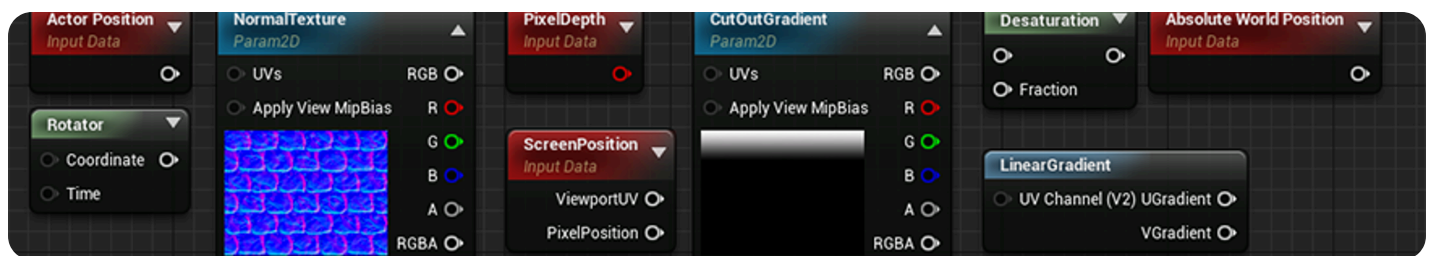 Actor Position
Input Data
Rotator
Coordinate
Time
NormalTexture
Param2D
UVs RGB
Apply View MipBias R
G
B
A
RGBA
PixelDepth
Input Data
ScreenPosition
Input Data
ViewportUV
PixelPosition
CutOutGradient
Param2D
UVs RGB
Apply View MipBias R
G
B
A
RGBA
Desaturation
Fraction
Absolute World Position
Input Data
LinearGradient
UV Channel (V2) UGradient
VGradient